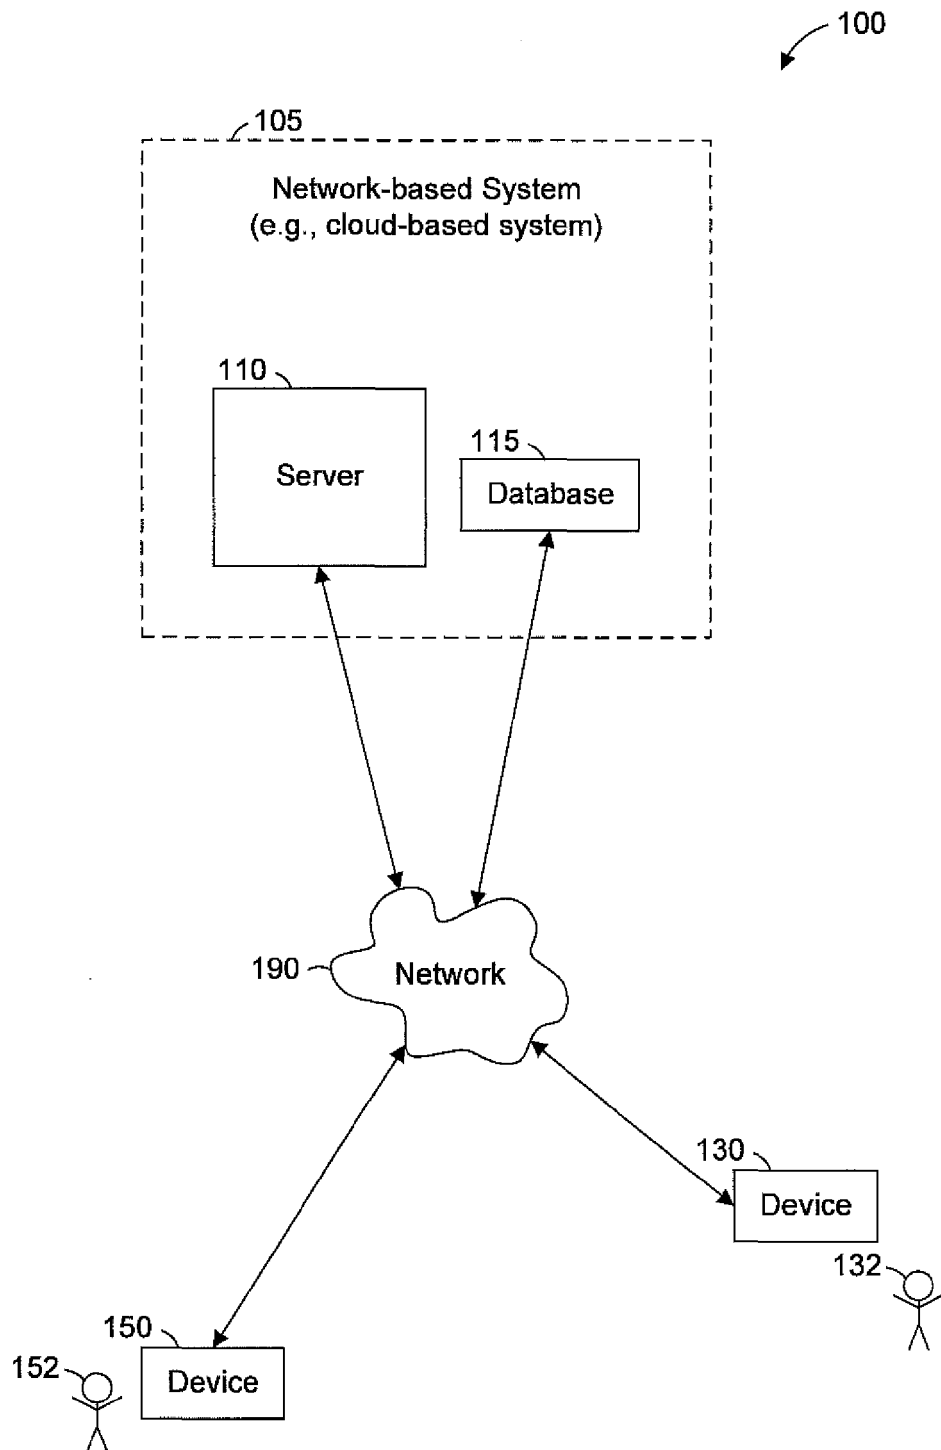 100
105
Network-based System
(e.g., cloud-based system)
110
Server
115
Database
190
Network
130
Device
132
150
Device
152